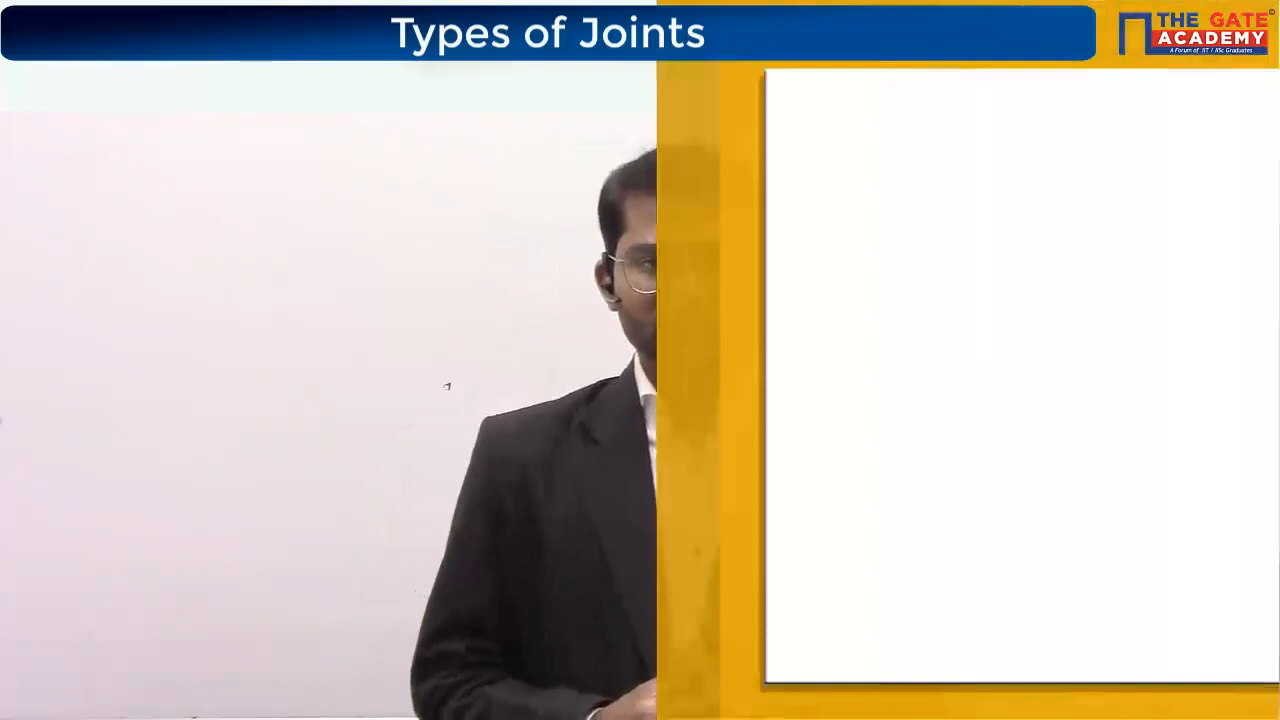 Types of Joints
THE GATE
ACADEMY
A Forum of IIT / IISc Graduates